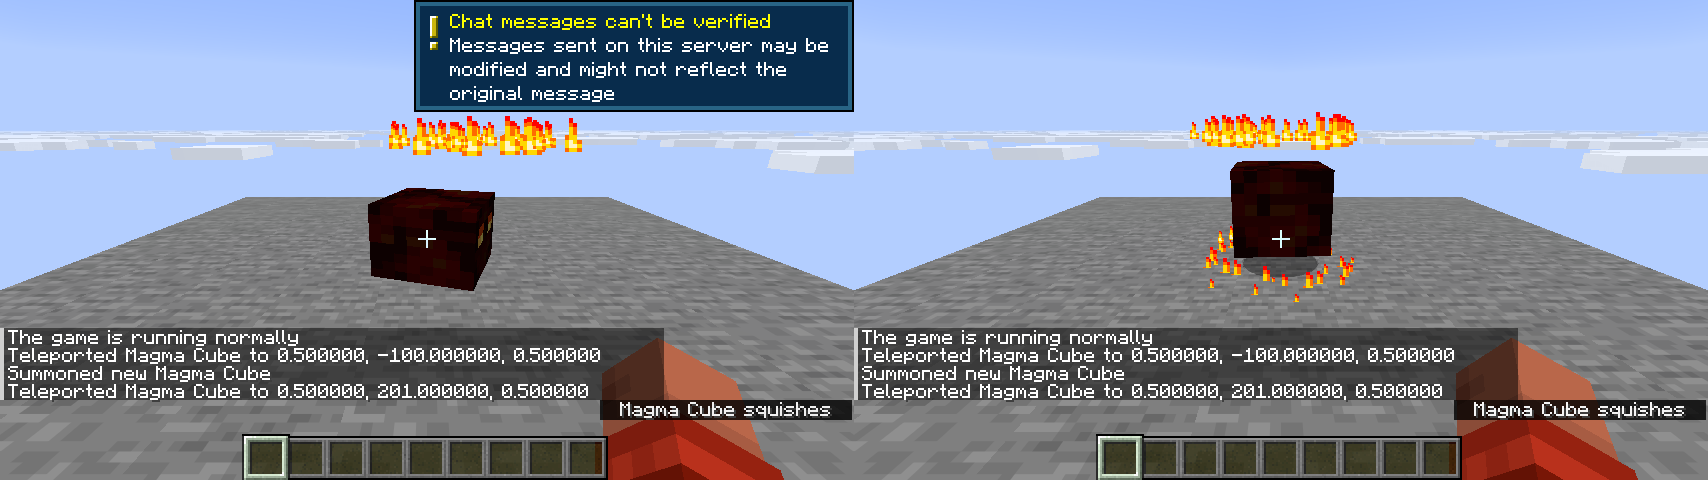 Chat messages can't be verified
Messages sent on this server may be
modified and might not reflect the
original message
The game is running normally
Teleported Magma Cube to 0.500000, -100.000000, 0.500000
Summoned new Magma Cube
Teleported Magma Cube to 0.500000, 201.000000, 0.500000
Magma Cube squishes
The game is running normally
Teleported Magma Cube to 0.500000, -100.000000, 0.500000
Summoned new Magma Cube
Teleported Magma Cube to 0.500000, 201.000000, 0.500000
Magma Cube squishes